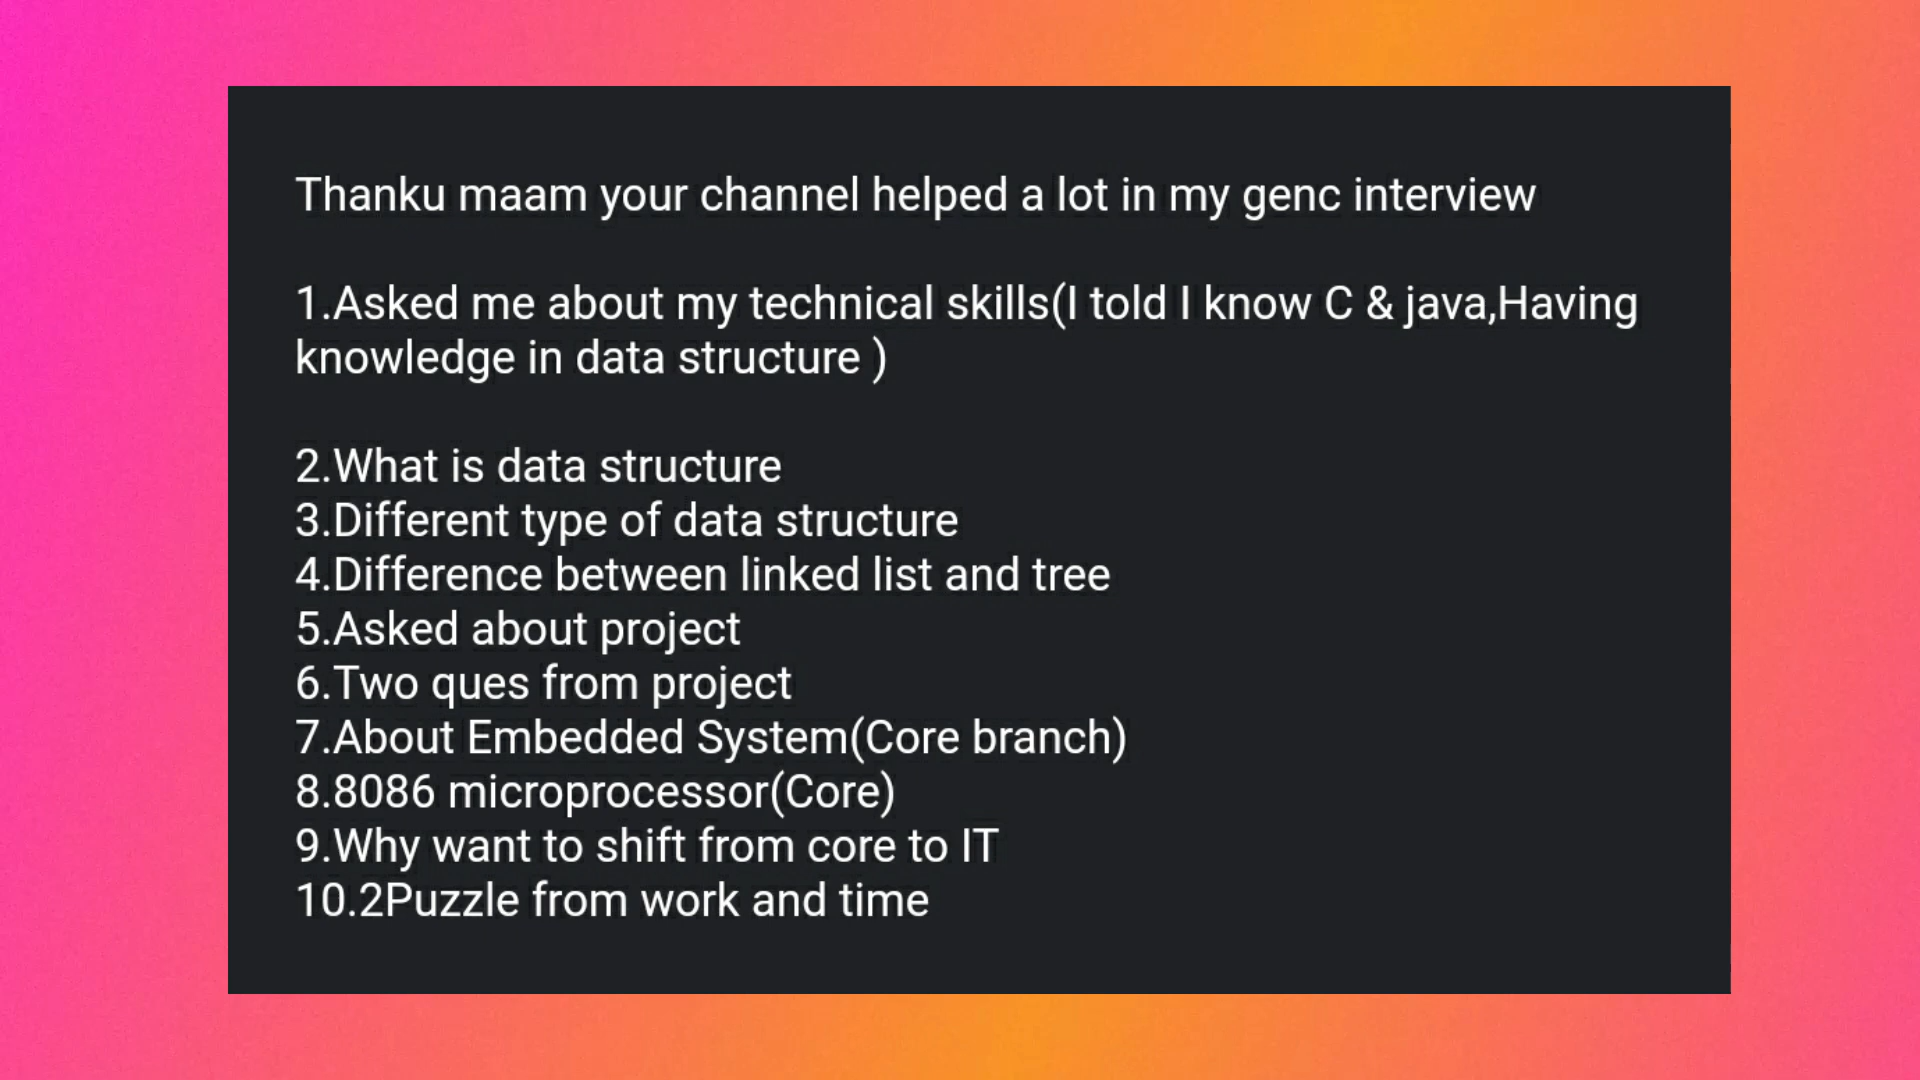 Thanku maam your channel helped a lot in my genc interview
1.Asked me about my technical skills(I told I know C & java,Having
knowledge in data structure )
2.What is data structure
3.Different type of data structure
4.Difference between linked list and tree
5.Asked about project
6.Two ques from project
7.About Embedded System(Core branch)
8.8086 microprocessor(Core)
9.Why want to shift from core to IT
10.2Puzzle from work and time